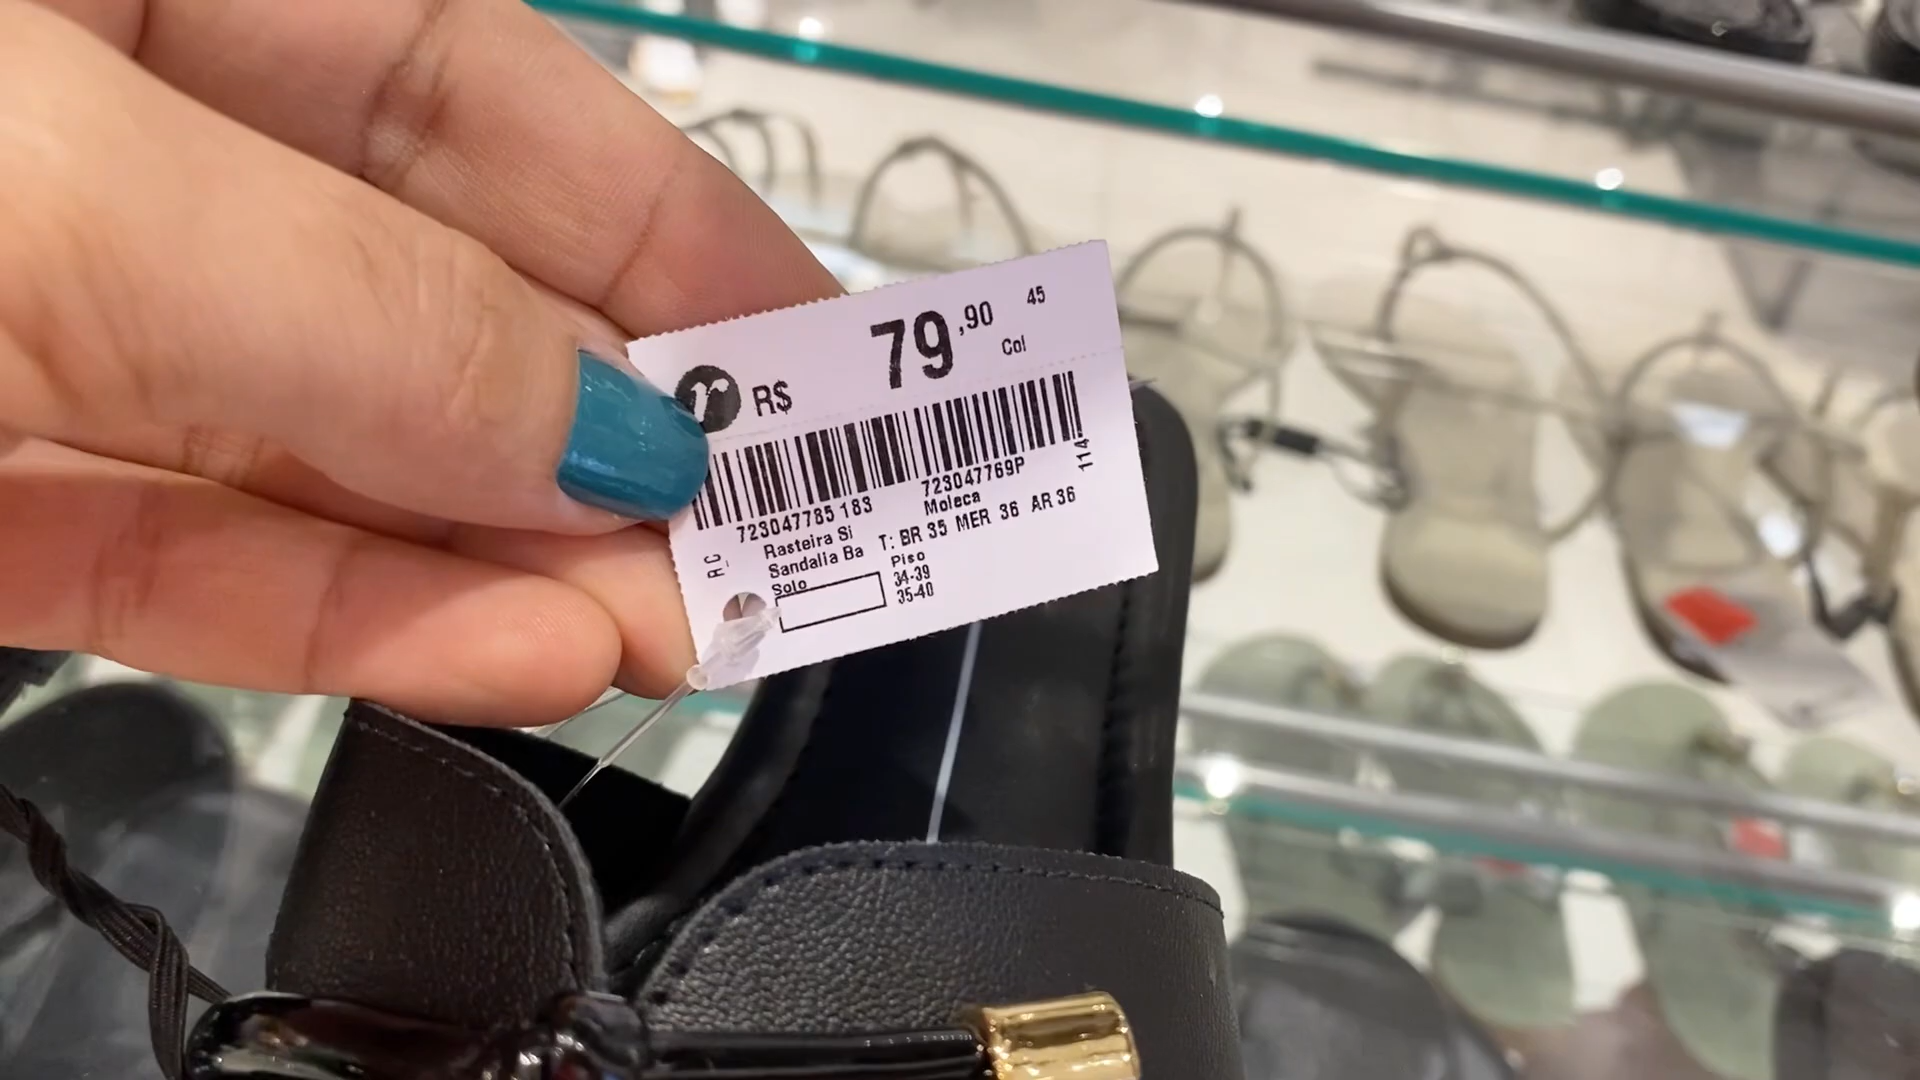 45
R$ 79,90
Col
723047785 183
723047769P
114
Rasteira Si
Moleca
Sandalia Ba
T: BR 35 MER 36 AR 36
Solo
Piso
34-39
35-40
R_C
r